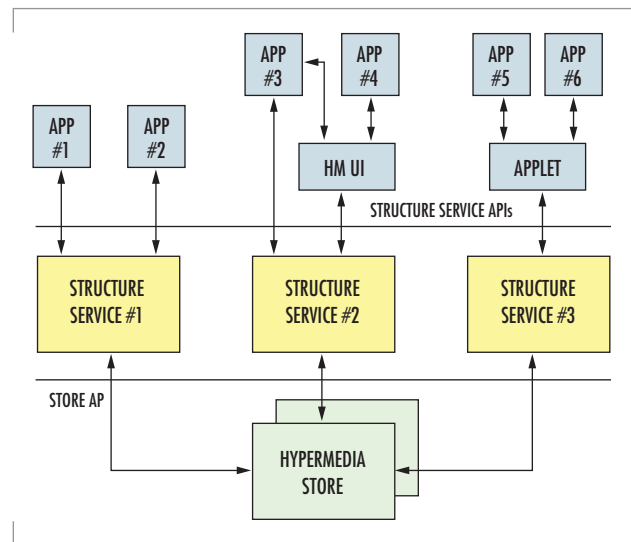 APP
#3
APP
#4
APP
#5
APP
#6
APP
#1
APP
#2
HM UI
APPLET
STRUCTURE SERVICE APIs
STRUCTURE
SERVICE #1
STRUCTURE
SERVICE #2
STRUCTURE
SERVICE #3
STORE AP
HYPERMEDIA
STORE